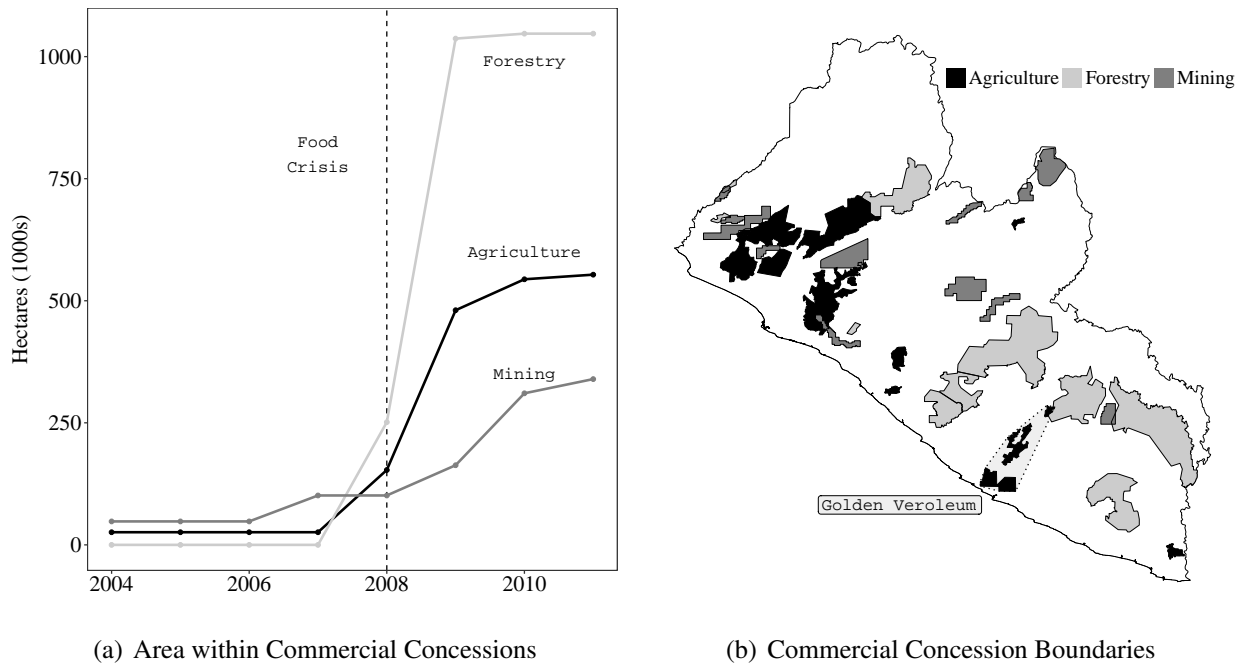 1000
750
500
250
0
Hectares (1000s)
2004
2006
2008
2010
Forestry
Food
Crisis
Agriculture
Mining
(a) Area within Commercial Concessions
Agriculture Forestry Mining
Golden Veroleum
(b) Commercial Concession Boundaries